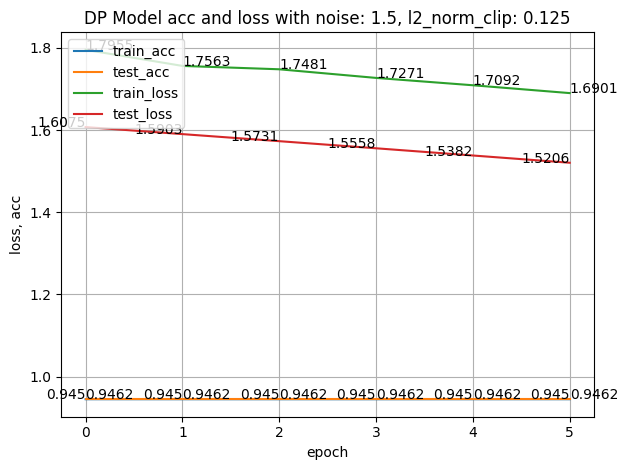 DP Model acc and loss with noise: 1.5, l2_norm_clip: 0.125
1.8
1.6
1.4
1.2
1.0
loss, acc
train_acc
test_acc
train_loss
test_loss
1.7955
1.7563
1.7481
1.7271
1.7092
1.6901
1.6075
1.5903
1.5731
1.5558
1.5382
1.5206
0.945 0.9462 0.945 0.9462 0.945 0.9462 0.945 0.9462 0.945 0.9462 0.945 0.9462
0 1 2 3 4 5
epoch